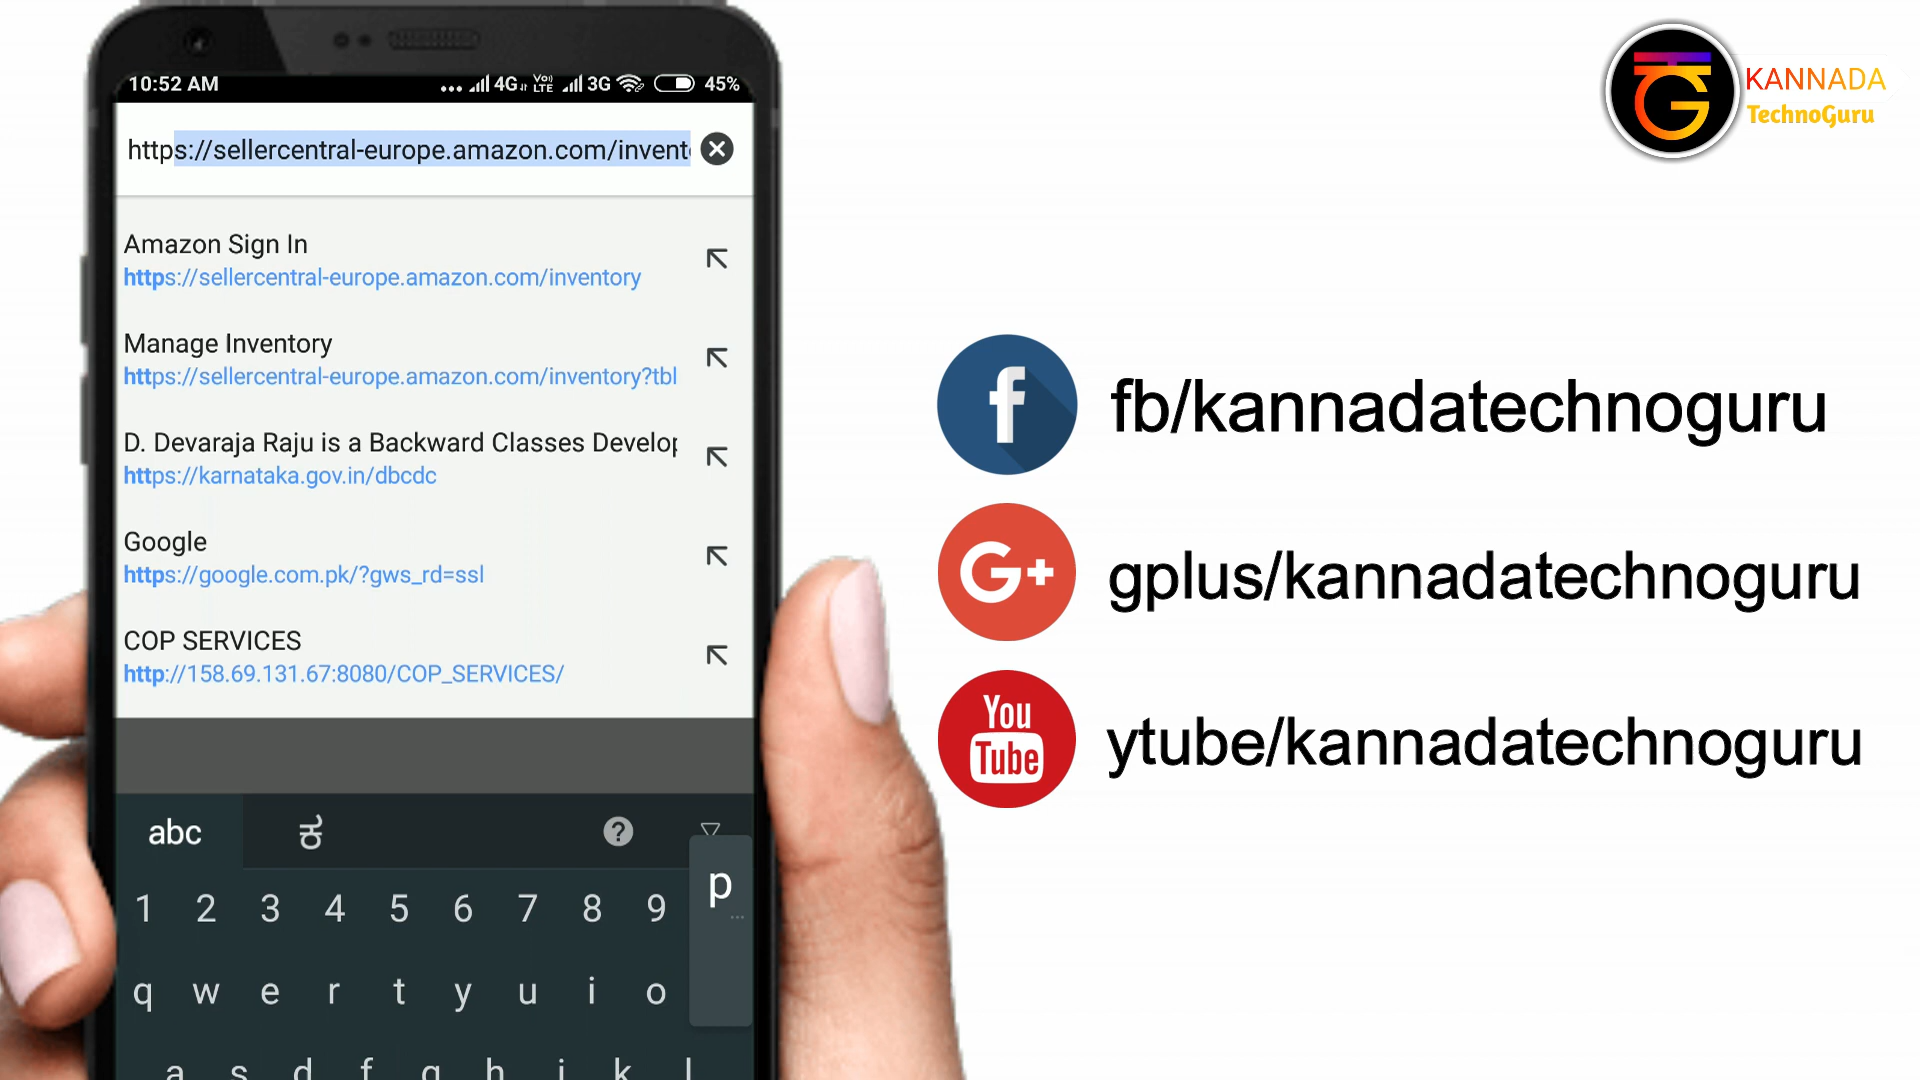 10:52 AM
4G VoLTE 3G 45%
https://sellercentral-europe.amazon.com/invent
Amazon Sign In
https://sellercentral-europe.amazon.com/inventory
Manage Inventory
https://sellercentral-europe.amazon.com/inventory?tbl
D. Devaraja Raju is a Backward Classes Develop
https://karnataka.gov.in/dbcdc
Google
https://google.com.pk/?gws_rd=ssl
COP SERVICES
http://158.69.131.67:8080/COP_SERVICES/
abc ಕ ?
p
1 2 3 4 5 6 7 8 9
q w e r t y u i o
a s d f g h j k l
KANNADA
TechnoGuru
f fb/kannadatechnoguru
G+ gplus/kannadatechnoguru
You
Tube
ytube/kannadatechnoguru